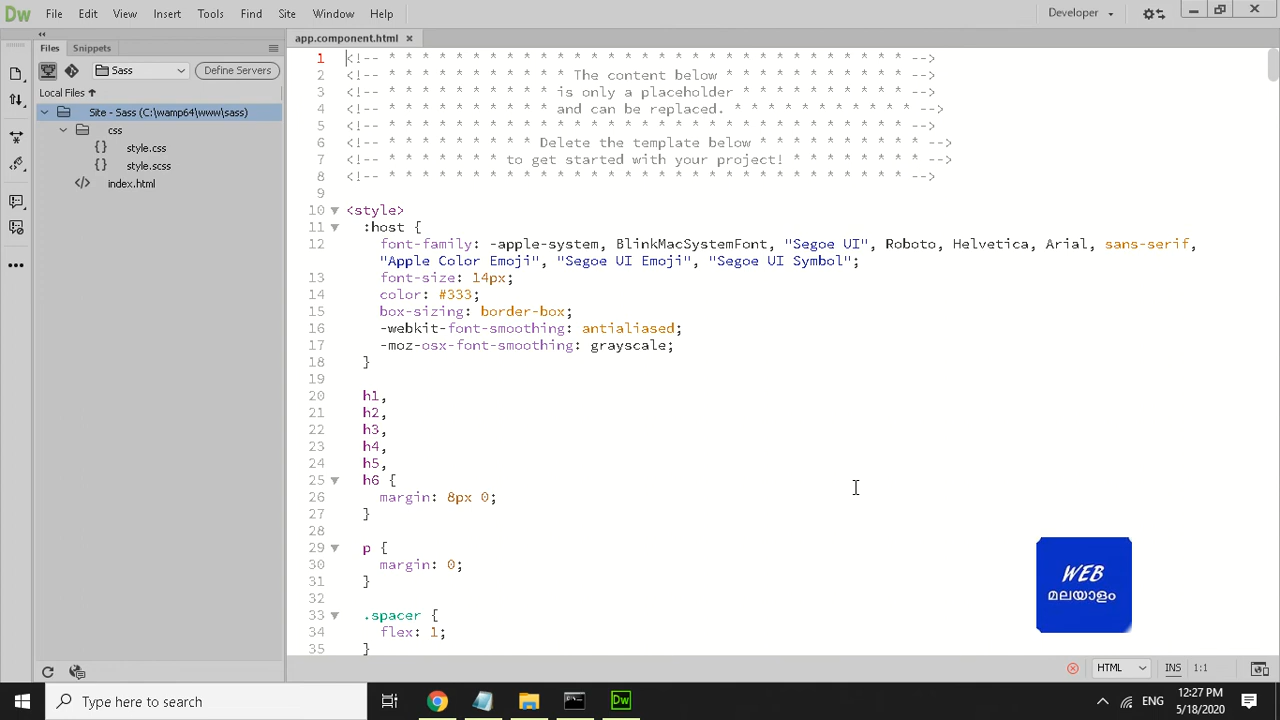 Dw File Edit View Insert Tools Find Site Window Help Developer
Files Snippets
app.component.html
Sass Define Servers
Local Files
Site - Sass (C:\wamp64\www\sass)
css
style.css
style.scss
index.html
1 <!-- * * * * * * * * * * * * * * * * * * * * * * * * * * * * * * * -->
2 <!-- * * * * * * * * * * * The content below * * * * * * * * * * * -->
3 <!-- * * * * * * * * * * is only a placeholder * * * * * * * * * * -->
4 <!-- * * * * * * * * * * and can be replaced. * * * * * * * * * * * -->
5 <!-- * * * * * * * * * * * * * * * * * * * * * * * * * * * * * * * -->
6 <!-- * * * * * * * * * Delete the template below * * * * * * * * * * -->
7 <!-- * * * * * * * to get started with your project! * * * * * * * * -->
8 <!-- * * * * * * * * * * * * * * * * * * * * * * * * * * * * * * * -->
9
10 <style>
11 :host {
12 font-family: -apple-system, BlinkMacSystemFont, "Segoe UI", Roboto, Helvetica, Arial, sans-serif,
"Apple Color Emoji", "Segoe UI Emoji", "Segoe UI Symbol";
13 font-size: 14px;
14 color: #333;
15 box-sizing: border-box;
16 -webkit-font-smoothing: antialiased;
17 -moz-osx-font-smoothing: grayscale;
18 }
19
20 h1,
21 h2,
22 h3,
23 h4,
24 h5,
25 h6 {
26 margin: 8px 0;
27 }
28
29 p {
30 margin: 0;
31 }
32
33 .spacer {
34 flex: 1;
35 }
WEB
മലയാളം
HTML INS 1:1
Type here to search
Dw
ENG
12:27 PM
5/18/2020